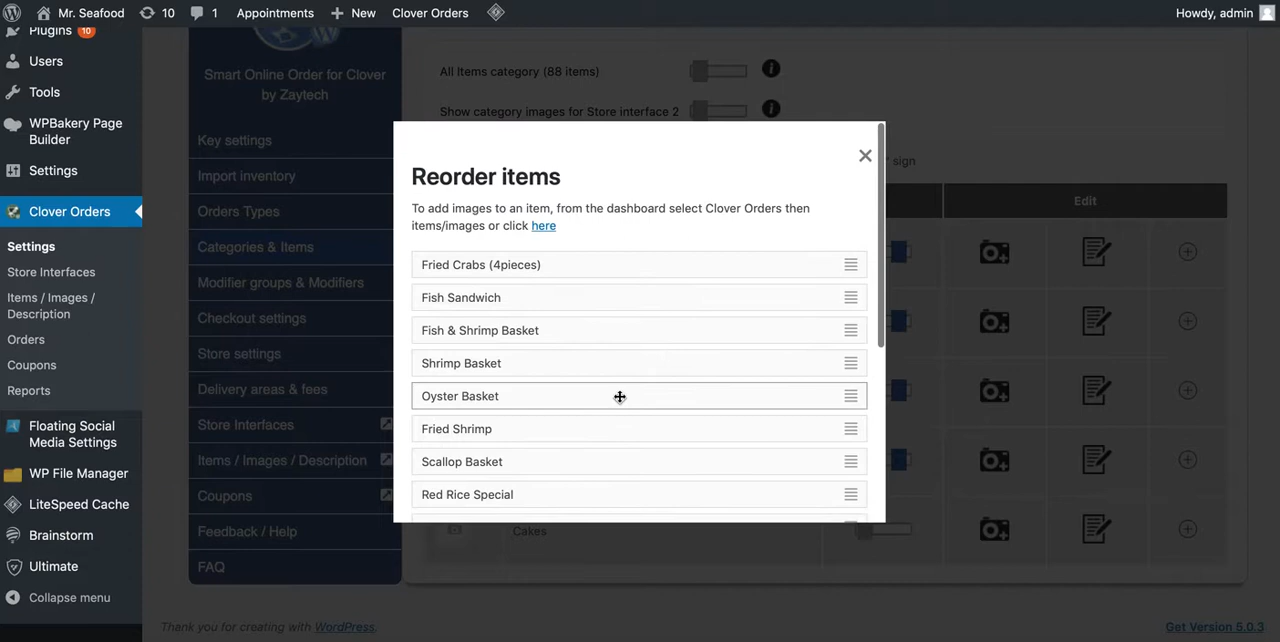 Mr. Seafood
10
1
Appointments
New
Clover Orders
Howdy, admin
Plugins 10
Users
Tools
WPBakery Page
Builder
Settings
Clover Orders
Settings
Store Interfaces
Items / Images /
Description
Orders
Coupons
Reports
Floating Social
Media Settings
WP File Manager
LiteSpeed Cache
Brainstorm
Ultimate
Collapse menu
Smart Online Order for Clover
by Zaytech
Key settings
Import inventory
Orders Types
Categories & Items
Modifier groups & Modifiers
Checkout settings
Store settings
Delivery areas & fees
Store Interfaces
Items / Images / Description
Coupons
Feedback / Help
FAQ
All Items category (88 items)
Show category images for Store interface 2
sign
Edit
Reorder items
To add images to an item, from the dashboard select Clover Orders then
items/images or click here
Fried Crabs (4pieces)
Fish Sandwich
Fish & Shrimp Basket
Shrimp Basket
Oyster Basket
Fried Shrimp
Scallop Basket
Red Rice Special
Cakes
Thank you for creating with WordPress.
Get Version 5.0.3